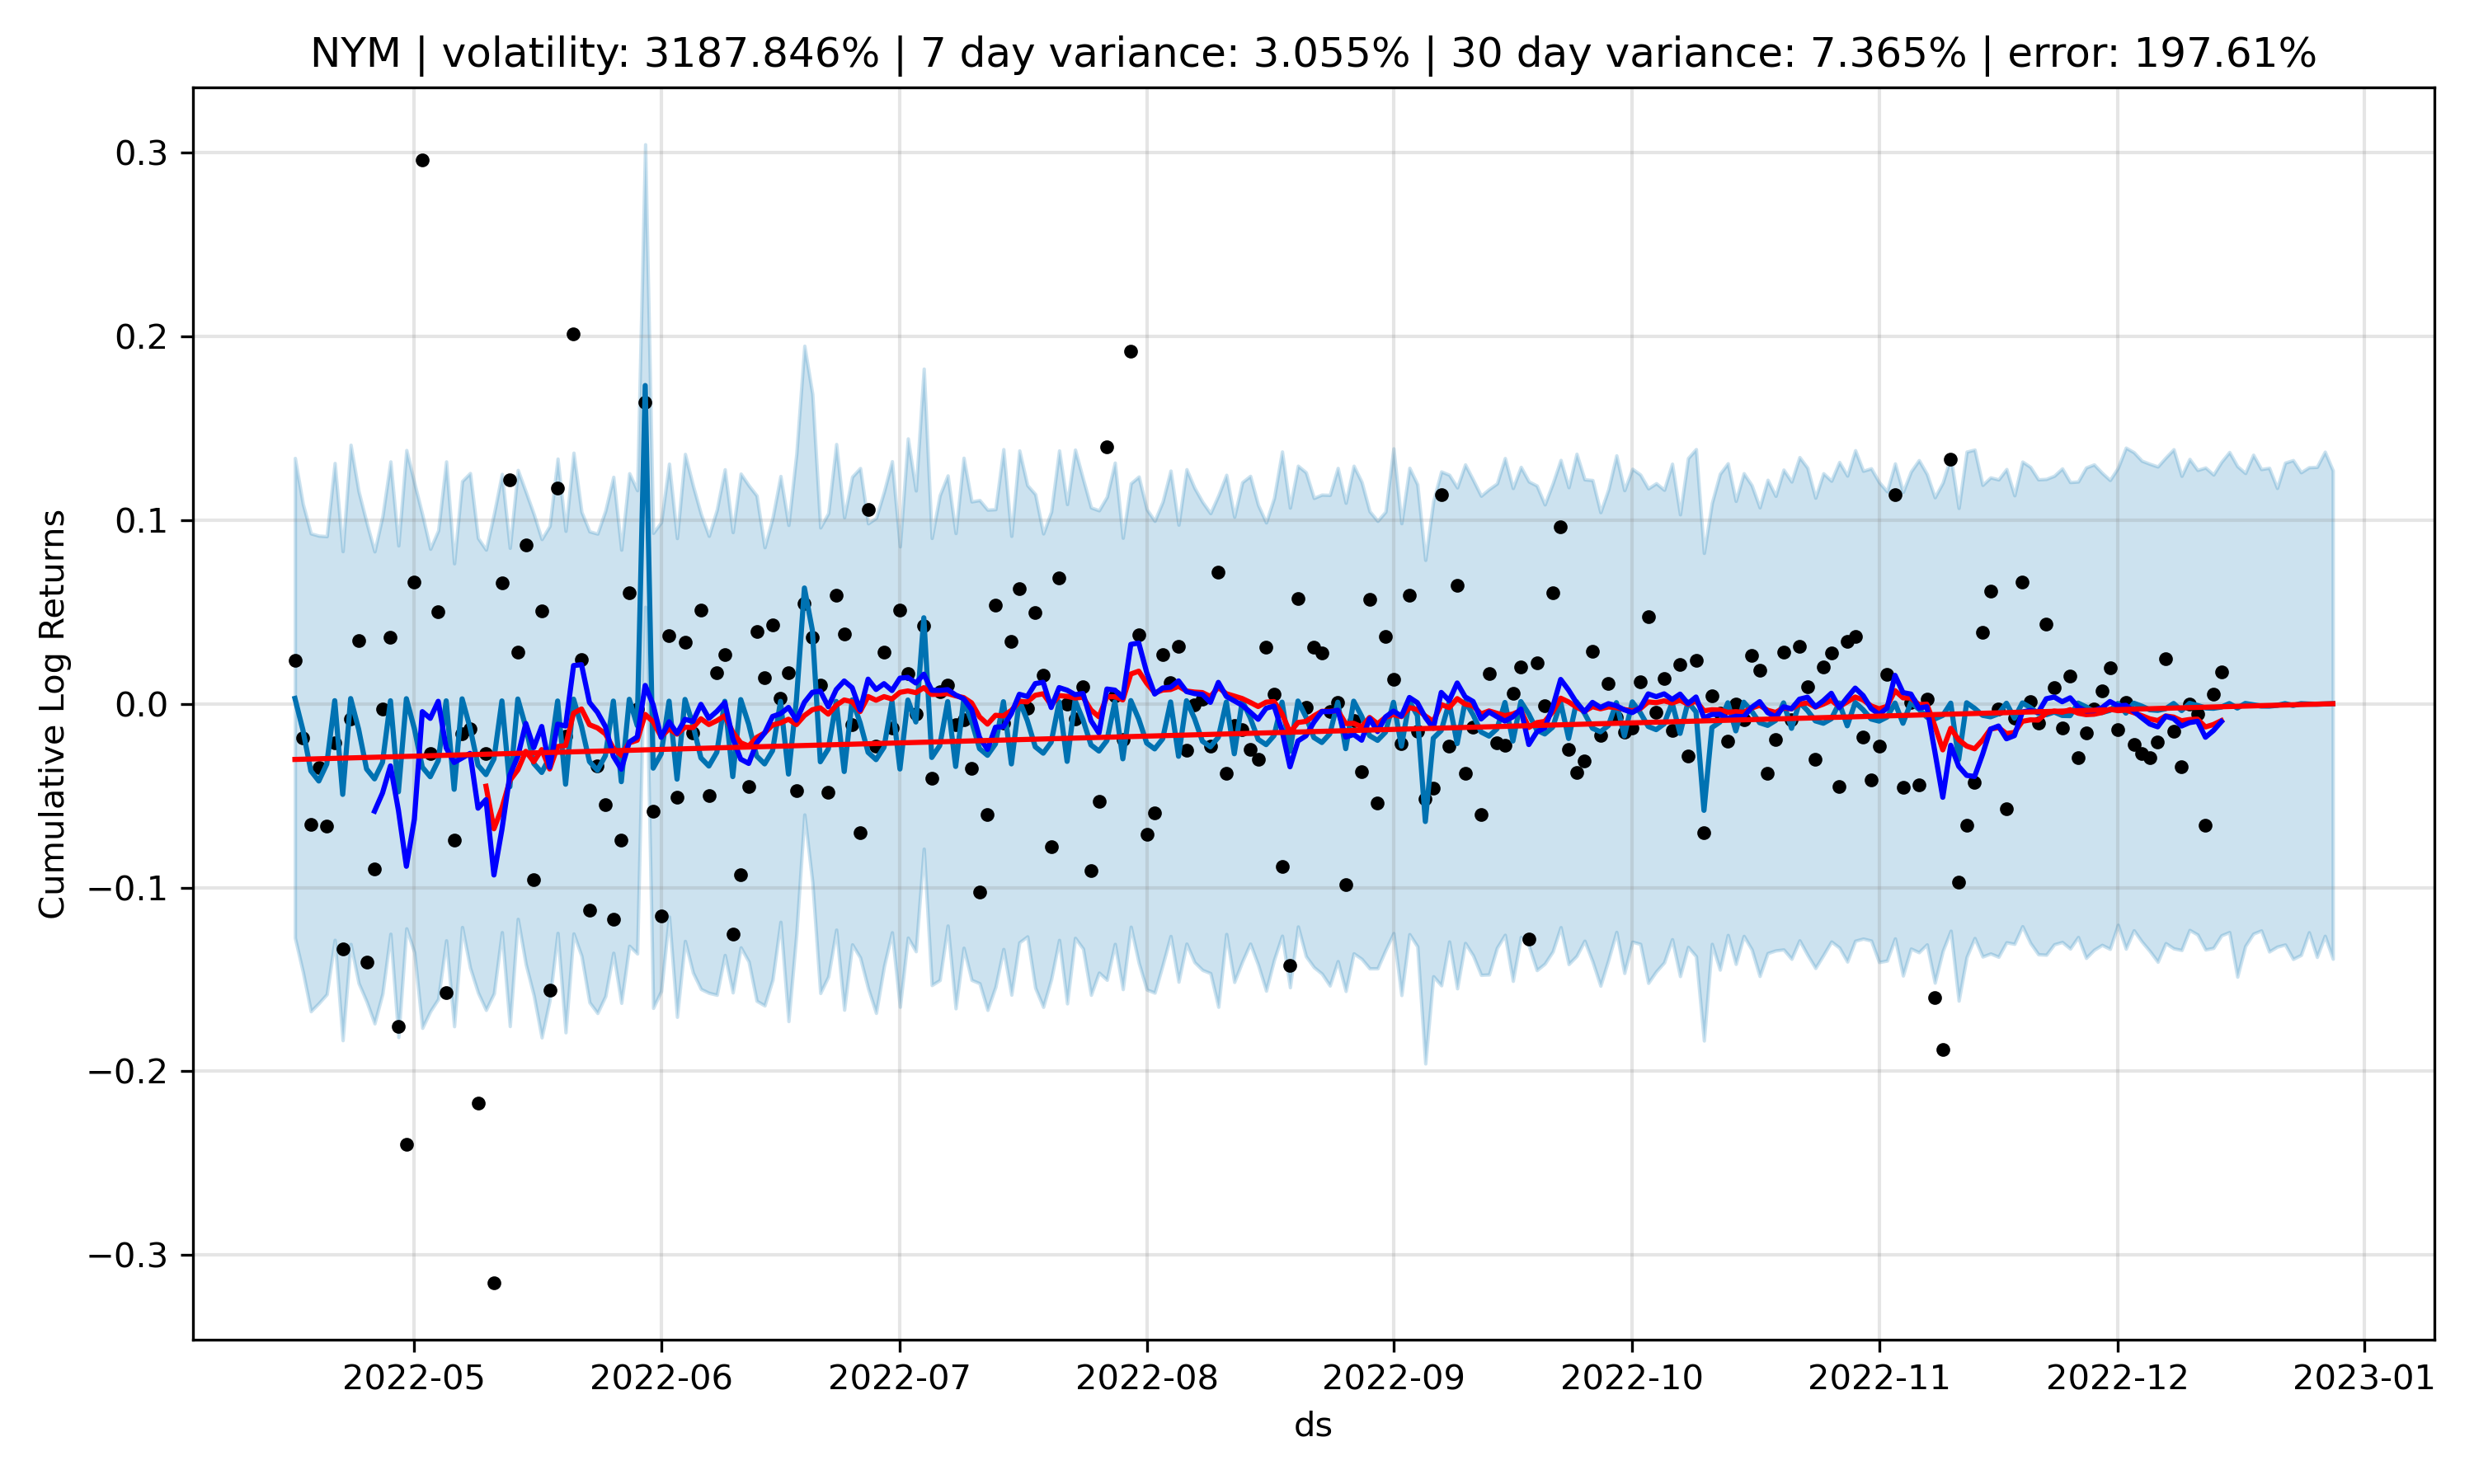 NYM | volatility: 3187.846% | 7 day variance: 3.055% | 30 day variance: 7.365% | error: 197.61%
0.3
0.2
0.1
0.0
−0.1
−0.2
−0.3
Cumulative Log Returns
2022-05 2022-06 2022-07 2022-08 2022-09 2022-10 2022-11 2022-12 2023-01
ds